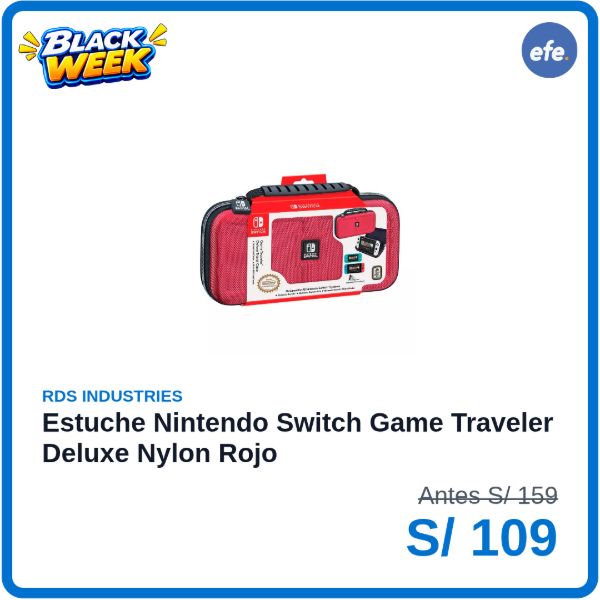 BLACK
WEEK
efe.
RDS INDUSTRIES
Estuche Nintendo Switch Game Traveler
Deluxe Nylon Rojo
Antes S/ 159
S/ 109